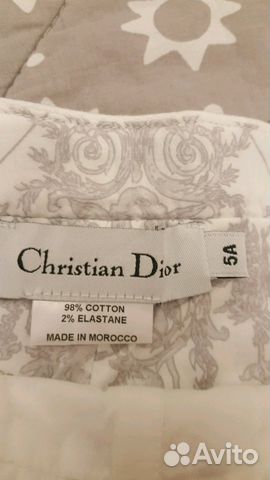 Christian Dior
5A
98% COTTON
2% ELASTANE
MADE IN MOROCCO
Avito